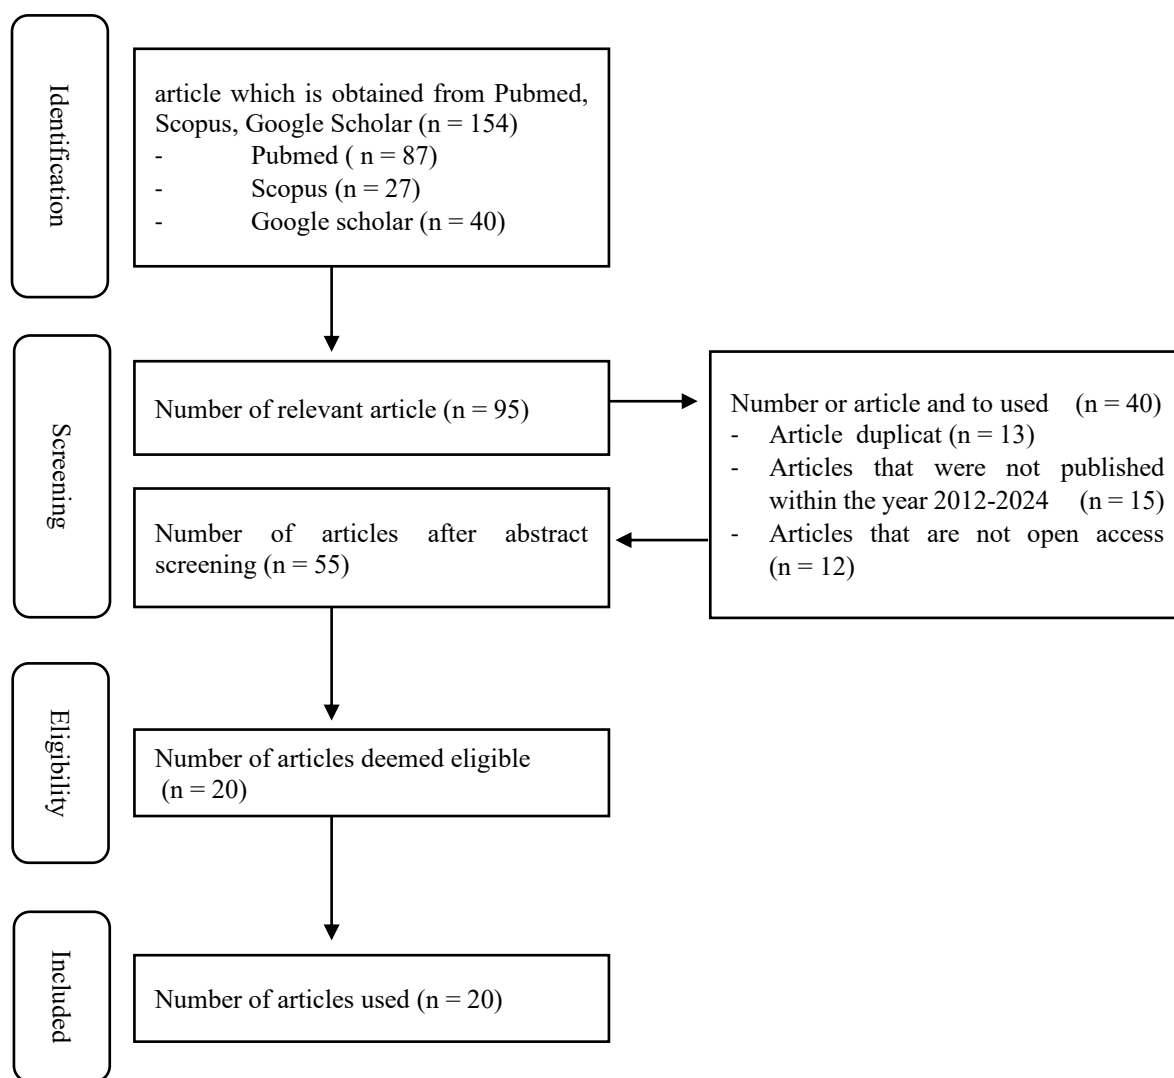 Identification
article which is obtained from Pubmed,
Scopus, Google Scholar (n = 154)
- Pubmed ( n = 87)
- Scopus (n = 27)
- Google scholar (n = 40)
Screening
Number of relevant article (n = 95)
Number or article and to used (n = 40)
- Article duplicat (n = 13)
- Articles that were not published
within the year 2012-2024 (n = 15)
- Articles that are not open access
(n = 12)
Number of articles after abstract
screening (n = 55)
Eligibility
Number of articles deemed eligible
(n = 20)
Included
Number of articles used (n = 20)